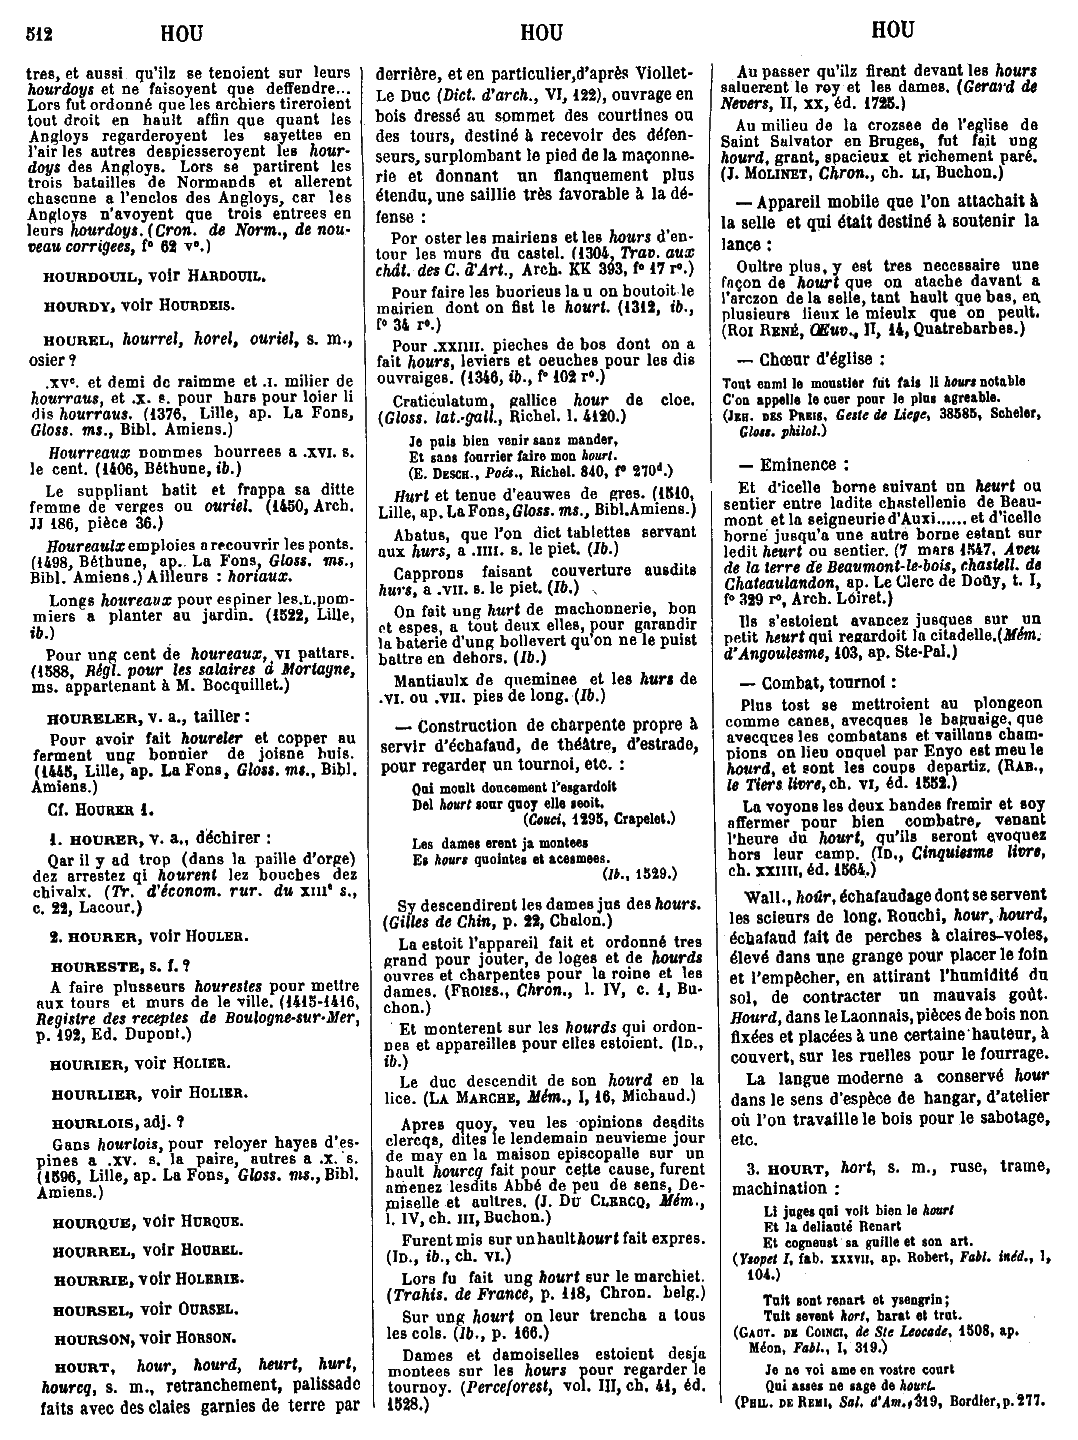 512 HOU HOU HOU
tres, et aussi qu'ilz se tenoient sur leurs
hourdoys et ne faisoyent que deffendre...
Lors fut ordonné que les archiers tireroient
tout droit en hault affin que quant les
Angloys regarderoyent les sayettes en
l'air les autres despiesseroyent les hour-
doys des Angloys. Lors se partirent les
trois batailles de Normands et allerent
chascune a l'enclos des Angloys, car les
Angloys n'avoyent que trois entrees en
leurs hourdoys. (Cron. de Norm., de nou-
veau corrigees, f° 62 v°.)
HOURDOUIL, voir HARDOUIL.
HOURDY, voir HOURDEIS.
HOUREL, hourrel, horel, ouriel, s. m.,
osier ?
.xv°. et demi de raimme et .I. milier de
hourraus, et .x. s. pour hars pour loier li
dis hourraus. (1376, Lille, ap. La Fons,
Gloss. ms., Bibl. Amiens.)
Hourreaux nommes bourrees a .XVI. s.
le cent. (1406, Béthune, ib.)
Le suppliant batit et frappa sa ditte
femme de verges ou ouriel. (1450, Arch.
JJ 186, pièce 36.)
Houreaulx emploies a recouvrir les ponts.
(1498, Béthune, ap. La Fons, Gloss. ms.,
Bibl. Amiens.) Ailleurs : horiaux.
Longs houreaux pour espiner les.L.pom-
miers a planter au jardin. (1522, Lille,
ib.)
Pour ung cent de houreaux, VI pattars.
(1588, Régl. pour les salaires à Mortagne,
ms. appartenant à M. Bocquillet.)
HOURELER, v. a., tailler :
Pour avoir fait houreler et copper au
ferment ung bonnier de joisne huis.
(1445, Lille, ap. La Fons, Gloss. ms., Bibl.
Amiens.)
Cf. HOURER 1.
1. HOURER, v. a., déchirer :
Qar il y ad trop (dans la paille d'orge)
dez arrestez qi hourent lez bouches dez
chivalx. (Tr. d'économ. rur. du XIII° s.,
c. 22, Lacour.)
2. HOURER, voir HOULER.
HOURESTE, s. f. ?
A faire plusseurs hourestes pour mettre
aux tours et murs de le ville. (1415-1416,
Registre des receptes de Boulogne-sur-Mer,
p. 192, Ed. Dupont.)
HOURIER, voir HOLIER.
HOURLIER, voir HOLIER.
HOURLOIS, adj. ?
Gans hourlois, pour reloyer hayes d'es-
pines a .XV. s. la paire, autres a .X. s.
(1596, Lille, ap. La Fons, Gloss. ms., Bibl.
Amiens.)
HOURQUE, voir HURQUE.
HOURREL, voir HOUREL.
HOURRIE, voir HOLERIE.
HOURSEL, voir OURSEL.
HOURSON, voir HORSON.
HOURT, hour, hourd, heurt, hurt,
hourcq, s. m., retranchement, palissade
faits avec des claies garnies de terre par
derrière, et en particulier,d'après Viollet-
Le Duc (Dict. d'arch., VI, 122), ouvrage en
bois dressé au sommet des courtines ou
des tours, destiné à recevoir des défen-
seurs, surplombant le pied de la maçonne-
rie et donnant un flanquement plus
étendu, une saillie très favorable à la dé-
fense :
Por oster les mairiens et les hours d'en-
tour les murs du castel. (1304, Trav. aux
chât. des C. d'Art., Arch. KK 393, f° 17 r°.)
Pour faire les buorieus la u on boutoit le
mairien dont on fist le hourt. (1312, ib.,
f° 34 r°.)
Pour .XXIIII. pieches de bos dont on a
fait hours, leviers et oeuches pour les dis
ouvraiges. (1346, ib., f° 102 r°.)
Craticulatum, gallice hour de cloe.
(Gloss. lat.-gall., Richel. l. 4120.)
Je puis bien venir sanz mander,
Et sans fourrier faire mon hourt.
(E. DESCH., Poés., Richel. 840, f° 270ᵈ.)
Hurt et tenue d'eauwes de gres. (1510,
Lille, ap. La Fons, Gloss. ms., Bibl.Amiens.)
Abatus, que l'on dict tablettes servant
aux hurs, a .IIII. s. le piet. (Ib.)
Capprons faisant couverture ausdits
hurs, a .VII. s. le piet. (Ib.)
On fait ung hurt de machonnerie, bon
et espes, a tout deux elles, pour garandir
la baterie d'ung bollevert qu'on ne le puist
battre en dehors. (Ib.)
Mantiaulx de queminee et les hurs de
.VI. ou .VII. pies de long. (Ib.)
— Construction de charpente propre à
servir d'échafaud, de théâtre, d'estrade,
pour regarder un tournoi, etc. :
Qui moult doucement l'esgardoit
Del hourt sour quoy elle seoit.
(Couci, 1295, Crapelet.)
Les dames erent ja montees
Es hours quointes et acesmees.
(Ib., 1529.)
Sy descendirent les dames jus des hours.
(Gilles de Chin, p. 22, Chalon.)
La estoit l'appareil fait et ordonné tres
grand pour jouter, de loges et de hourds
ouvres et charpentes pour la roine et les
dames. (FROISS., Chron., l. IV, c. 1, Bu-
chon.)
Et monterent sur les hourds qui ordon-
nes et appareilles pour elles estoient. (ID.,
ib.)
Le duc descendit de son hourd en la
lice. (LA MARCHE, Mém., I, 16, Michaud.)
Apres quoy, veu les opinions desdits
clercqs, dites le lendemain neuvieme jour
de may en la maison episcopalle sur un
hault hourcq fait pour cette cause, furent
amenez lesdits Abbé de peu de sens, De-
miselle et aultres. (J. DU CLERCQ, Mém.,
l. IV, ch. III, Buchon.)
Furent mis sur un hault hourt fait expres.
(ID., ib., ch. VI.)
Lors fu fait ung hourt sur le marchiet.
(Trahis. de France, p. 118, Chron. belg.)
Sur ung hourt on leur trencha a tous
les cols. (Ib., p. 166.)
Dames et damoiselles estoient desja
montees sur les hours pour regarder le
tournoy. (Perceforest, vol. III, ch. 41, éd.
1528.)
Au passer qu'ilz firent devant les hours
saluerent le roy et les dames. (Gerard de
Nevers, II, XX, éd. 1725.)
Au milieu de la crozsee de l'eglise de
Saint Salvator en Bruges, fut fait ung
hourd, grant, spacieux et richement paré.
(J. MOLINET, Chron., ch. LI, Buchon.)
— Appareil mobile que l'on attachait à
la selle et qui était destiné à soutenir la
lance :
Oultre plus, y est tres necessaire une
façon de hourt que on atache davant a
l'arczon de la selle, tant hault que bas, en
plusieurs lieux le mieulx que on peult.
(ROI RENÉ, Œuv., II, 14, Quatrebarbes.)
— Chœur d'église :
Tout enmi le moustier fut fais li hours notable
C'on appelle le cuer pour le plus agreable.
(JEH. DES PREIS, Geste de Liege, 38585, Scheler,
Gloss. philol.)
— Eminence :
Et d'icelle borne suivant un heurt ou
sentier entre ladite chastellenie de Beau-
mont et la seigneurie d'Auxi...... et d'icelle
borne jusqu'a une autre borne estant sur
ledit heurt ou sentier. (7 mars 1547, Aveu
de la terre de Beaumont-le-bois, chastell. de
Chateaulandon, ap. Le Clerc de Doüy, t. I,
f° 329 r°, Arch. Loiret.)
Ils s'estoient avancez jusques sur un
petit heurt qui regardoit la citadelle.(Mém.
d'Angoulesme, 103, ap. Ste-Pal.)
— Combat, tournoi :
Plus tost se mettroient au plongeon
comme canes, avecques le baguaige, que
avecques les combatans et vaillans cham-
pions on lieu onquel par Enyo est meu le
hourd, et sont les coups departiz. (RAB.,
le Tiers livre, ch. VI, éd. 1552.)
La voyons les deux bandes fremir et soy
affermer pour bien combatre, venant
l'heure du hourt, qu'ils seront evoquez
hors leur camp. (ID., Cinquiesme livre,
ch. XXIIII, éd. 1564.)
Wall., hoûr, échafaudage dont se servent
les scieurs de long. Rouchi, hour, hourd,
échafaud fait de perches à claires-voies,
élevé dans une grange pour placer le foin
et l'empêcher, en attirant l'humidité du
sol, de contracter un mauvais goût.
Hourd, dans le Laonnais, pièces de bois non
fixées et placées à une certaine hauteur, à
couvert, sur les ruelles pour le fourrage.
La langue moderne a conservé hour
dans le sens d'espèce de hangar, d'atelier
où l'on travaille le bois pour le sabotage,
etc.
3. HOURT, hort, s. m., ruse, trame,
machination :
Li juges qui voit bien le hourt
Et la delianté Renart
Et cogneust sa guille et son art.
(Ysopet I, fab. XXXVII, ap. Robert, Fabl. inéd., I,
104.)
Tuit sont renart et ysengrin;
Tuit sevent hort, barat et trat.
(GAUT. DE COINCI, de Ste Leocade, 1508, ap.
Méon, Fabl., I, 319.)
Je ne voi ame en vostre court
Qui asses ne sage de hourt.
(PHIL. DE REMI, Sal. d'Am., 319, Bordier, p. 277.